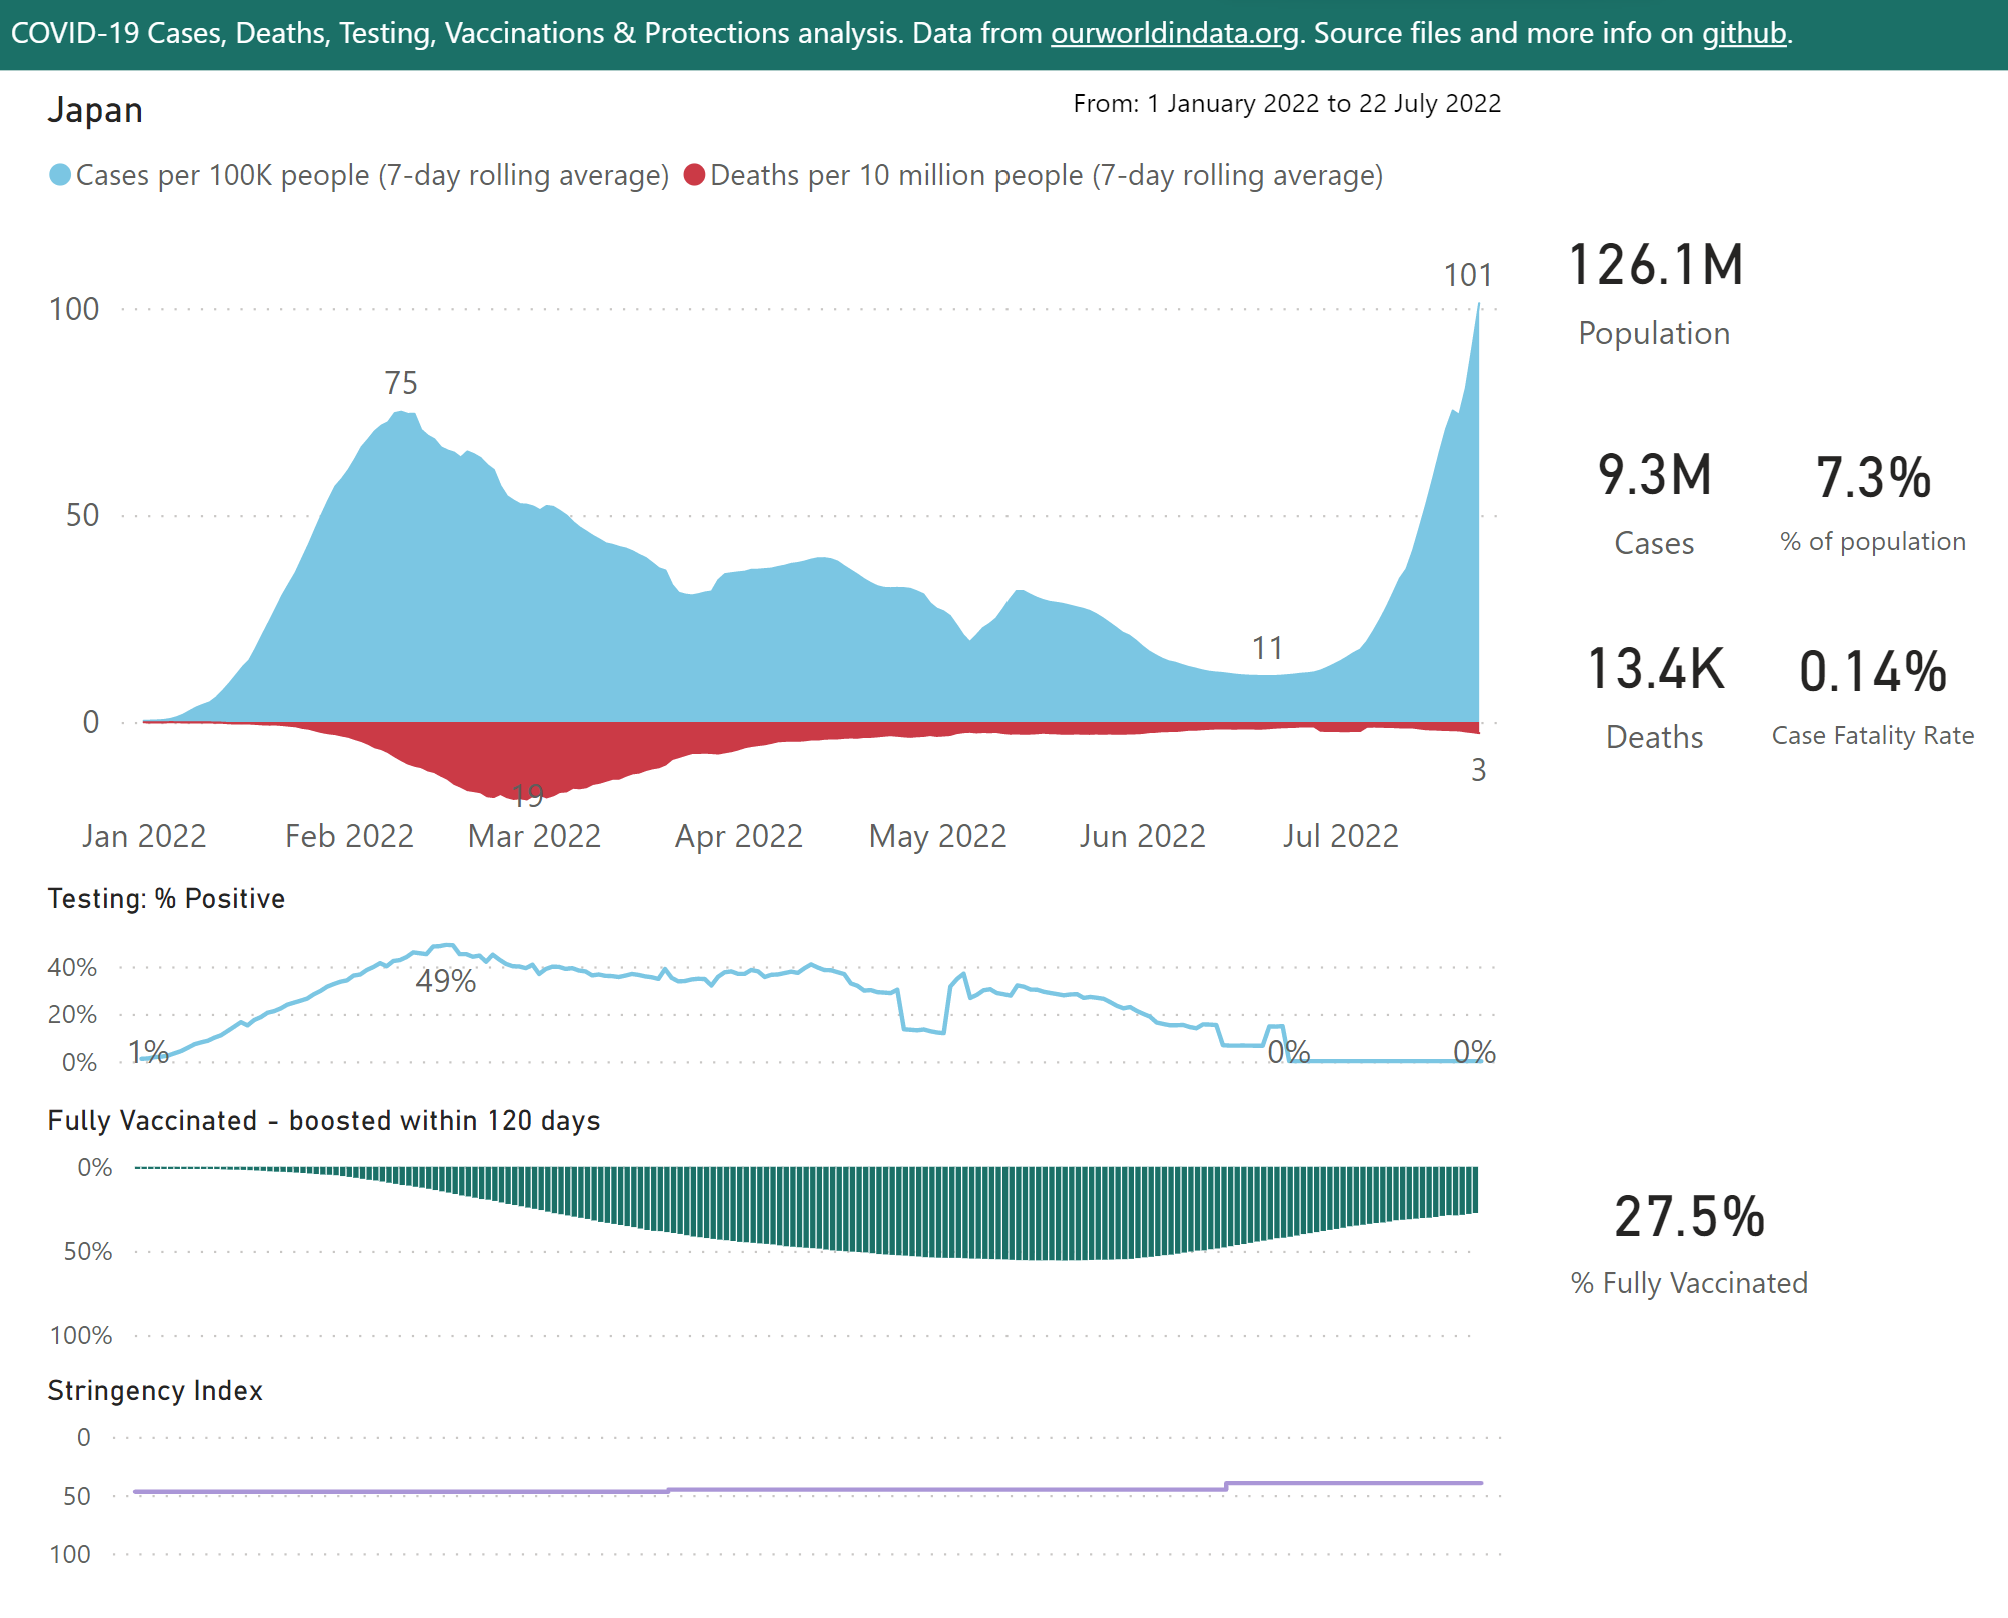 COVID-19 Cases, Deaths, Testing, Vaccinations & Protections analysis. Data from ourworldindata.org. Source files and more info on github.
Japan
From: 1 January 2022 to 22 July 2022
Cases per 100K people (7-day rolling average) Deaths per 10 million people (7-day rolling average)
100
50
0
75
11
101
19
3
Jan 2022 Feb 2022 Mar 2022 Apr 2022 May 2022 Jun 2022 Jul 2022
126.1M
Population
9.3M 7.3%
Cases % of population
13.4K 0.14%
Deaths Case Fatality Rate
Testing: % Positive
40%
20%
0%
1%
49%
0%
0%
Fully Vaccinated - boosted within 120 days
0%
50%
100%
27.5%
% Fully Vaccinated
Stringency Index
0
50
100